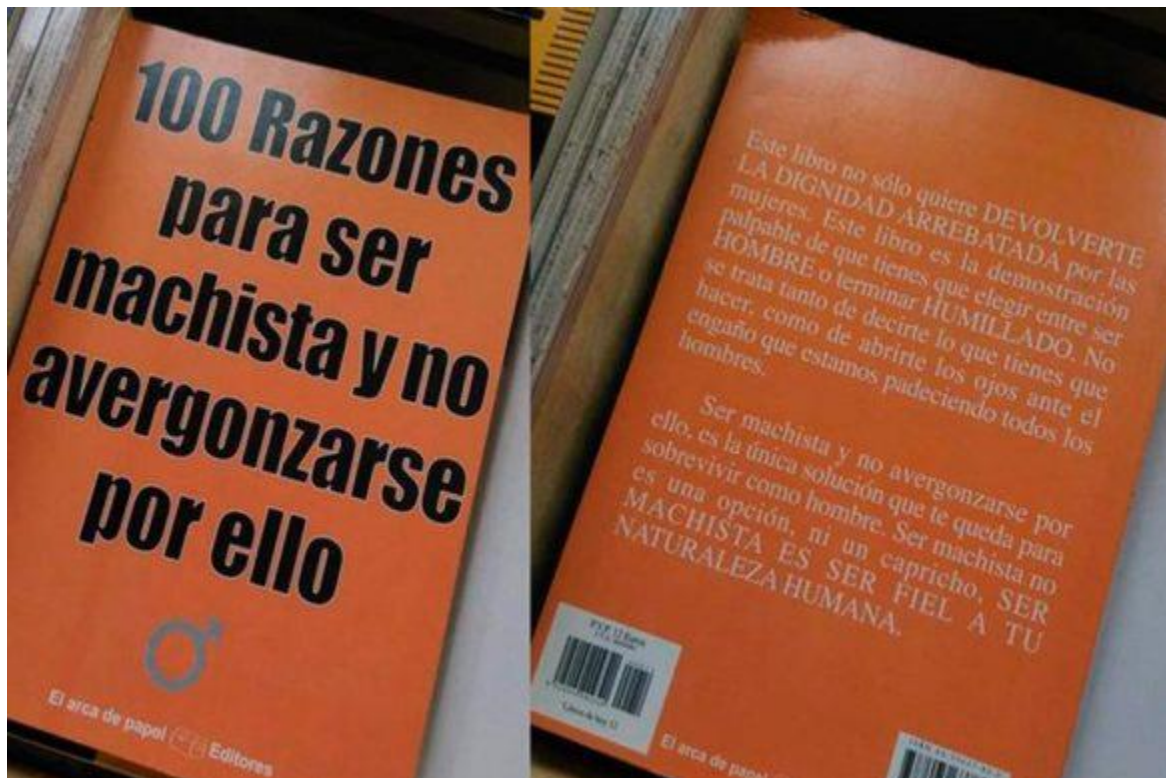 100 Razones
para ser
machista y no
avergonzarse
por ello
El arca de papel Editores
Este libro no sólo quiere DEVOLVERTE
LA DIGNIDAD ARREBATADA por las
mujeres. Este libro es la demostración
palpable de que tienes que elegir entre ser
HOMBRE o terminar HUMILLADO. No
se trata tanto de decirte lo que tienes que
hacer, como de abrirte los ojos ante el
engaño que estamos padeciendo todos los
hombres.
Ser machista y no avergonzarse por
ello, es la única solución que te queda para
sobrevivir como hombre. Ser machista no
es una opción, ni un capricho, SER
MACHISTA ES SER FIEL A TU
NATURALEZA HUMANA.
El arca de papel